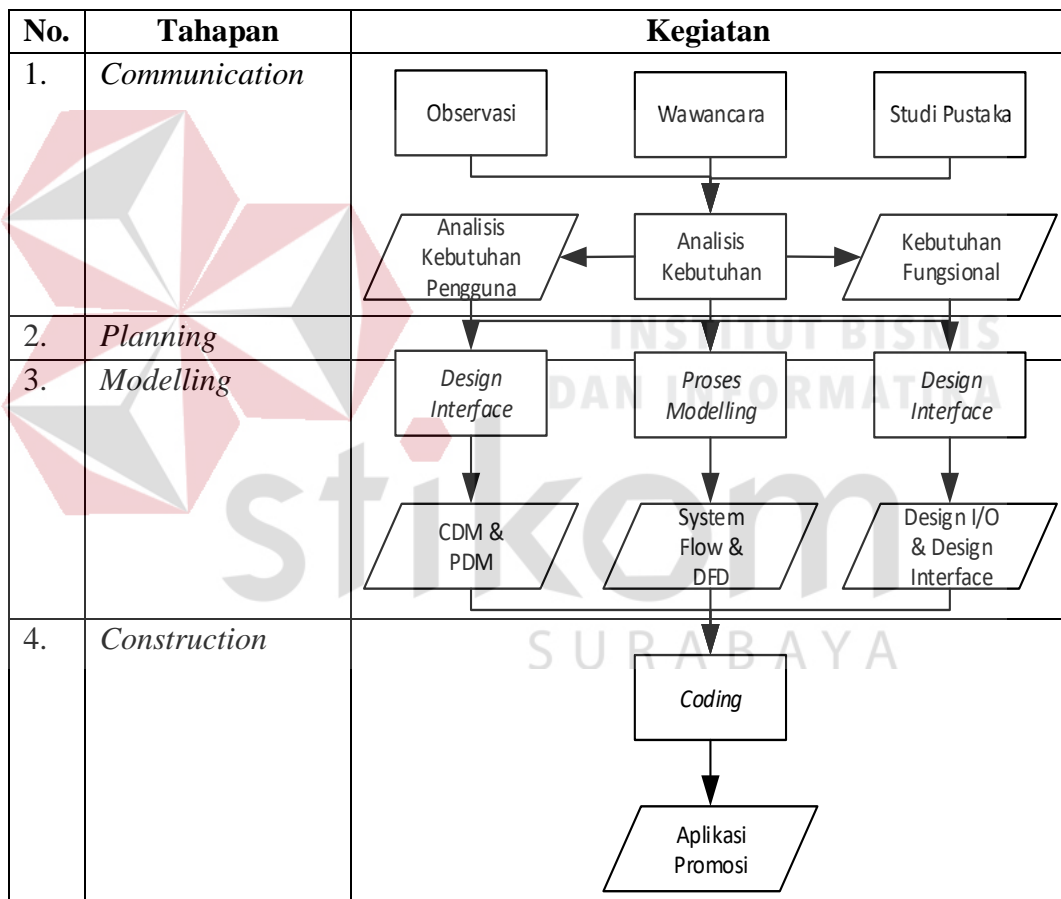 No. Tahapan Kegiatan
1. Communication
Observasi Wawancara Studi Pustaka
Analisis
Kebutuhan
Pengguna
Analisis
Kebutuhan
Kebutuhan
Fungsional
2. Planning
INSTITUT BISNIS
DAN INFORMATIKA
3. Modelling
Design
Interface
Proses
Modelling
Design
Interface
stikom
CDM &
PDM
System
Flow &
DFD
Design I/O
& Design
Interface
SURABAYA
4. Construction
Coding
Aplikasi
Promosi